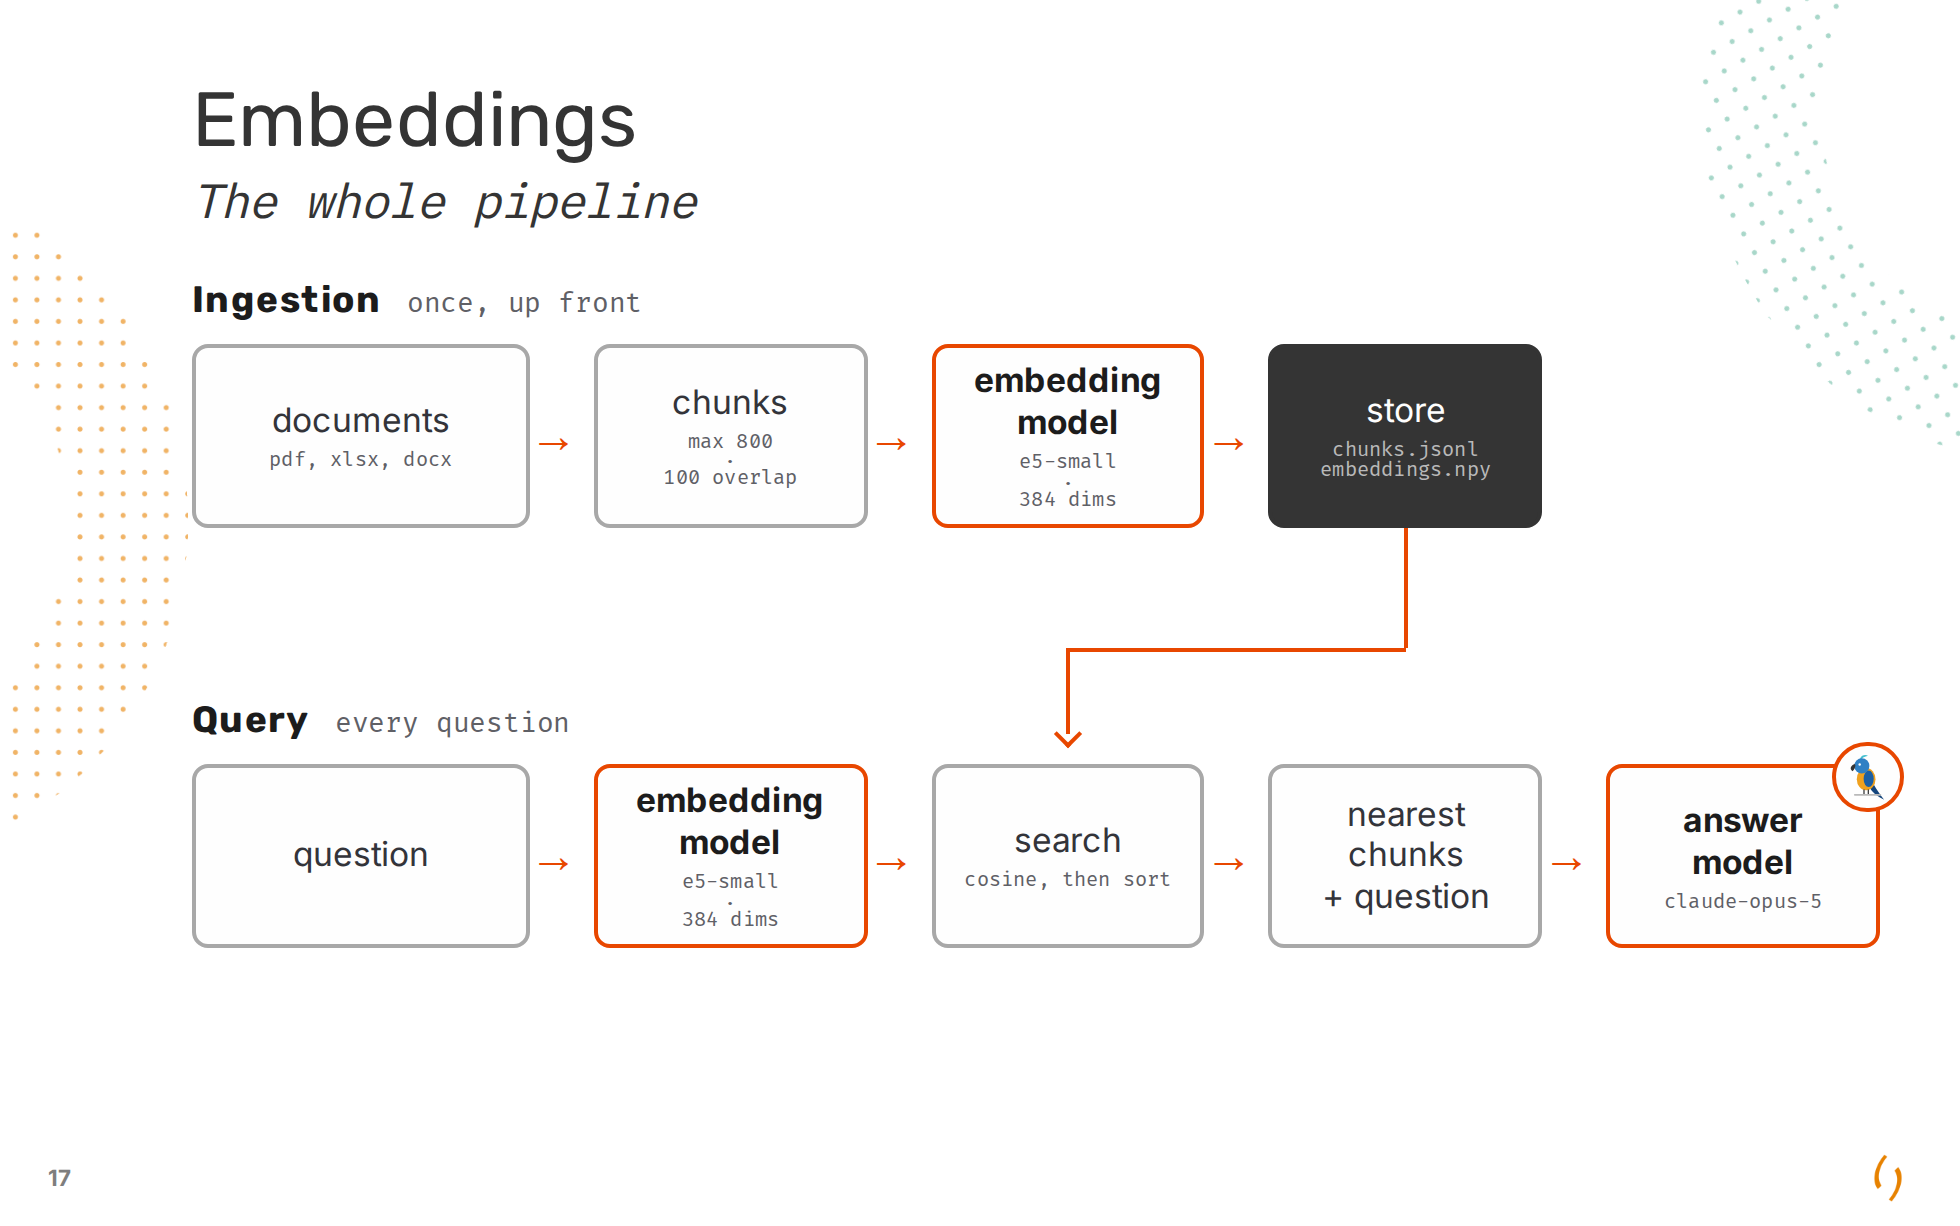 Embeddings
The whole pipeline
Ingestion once, up front
documents
pdf, xlsx, docx
→
chunks
max 800
·
100 overlap
→
embedding
model
e5-small
·
384 dims
→
store
chunks.jsonl
embeddings.npy
Query every question
question
→
embedding
model
e5-small
·
384 dims
→
search
cosine, then sort
→
nearest
chunks
+ question
→
answer
model
claude-opus-5
17